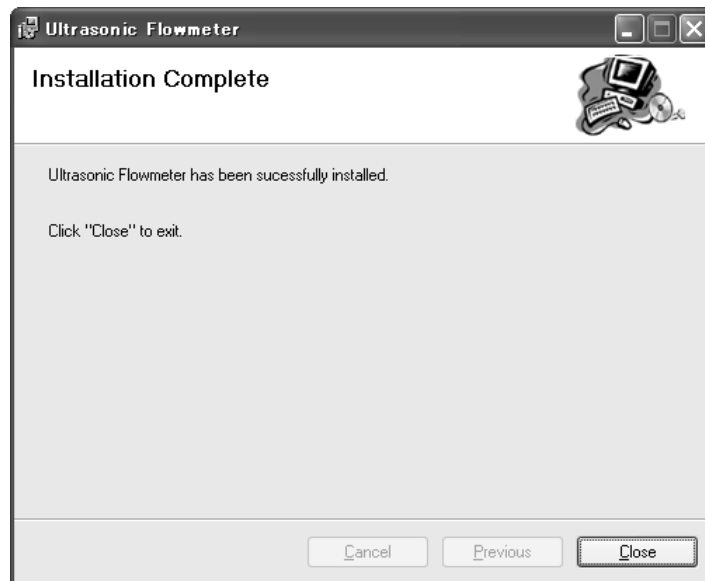 Ultrasonic Flowmeter
Installation Complete
Ultrasonic Flowmeter has been sucessfully installed.
Click "Close" to exit.
Cancel Previous Close